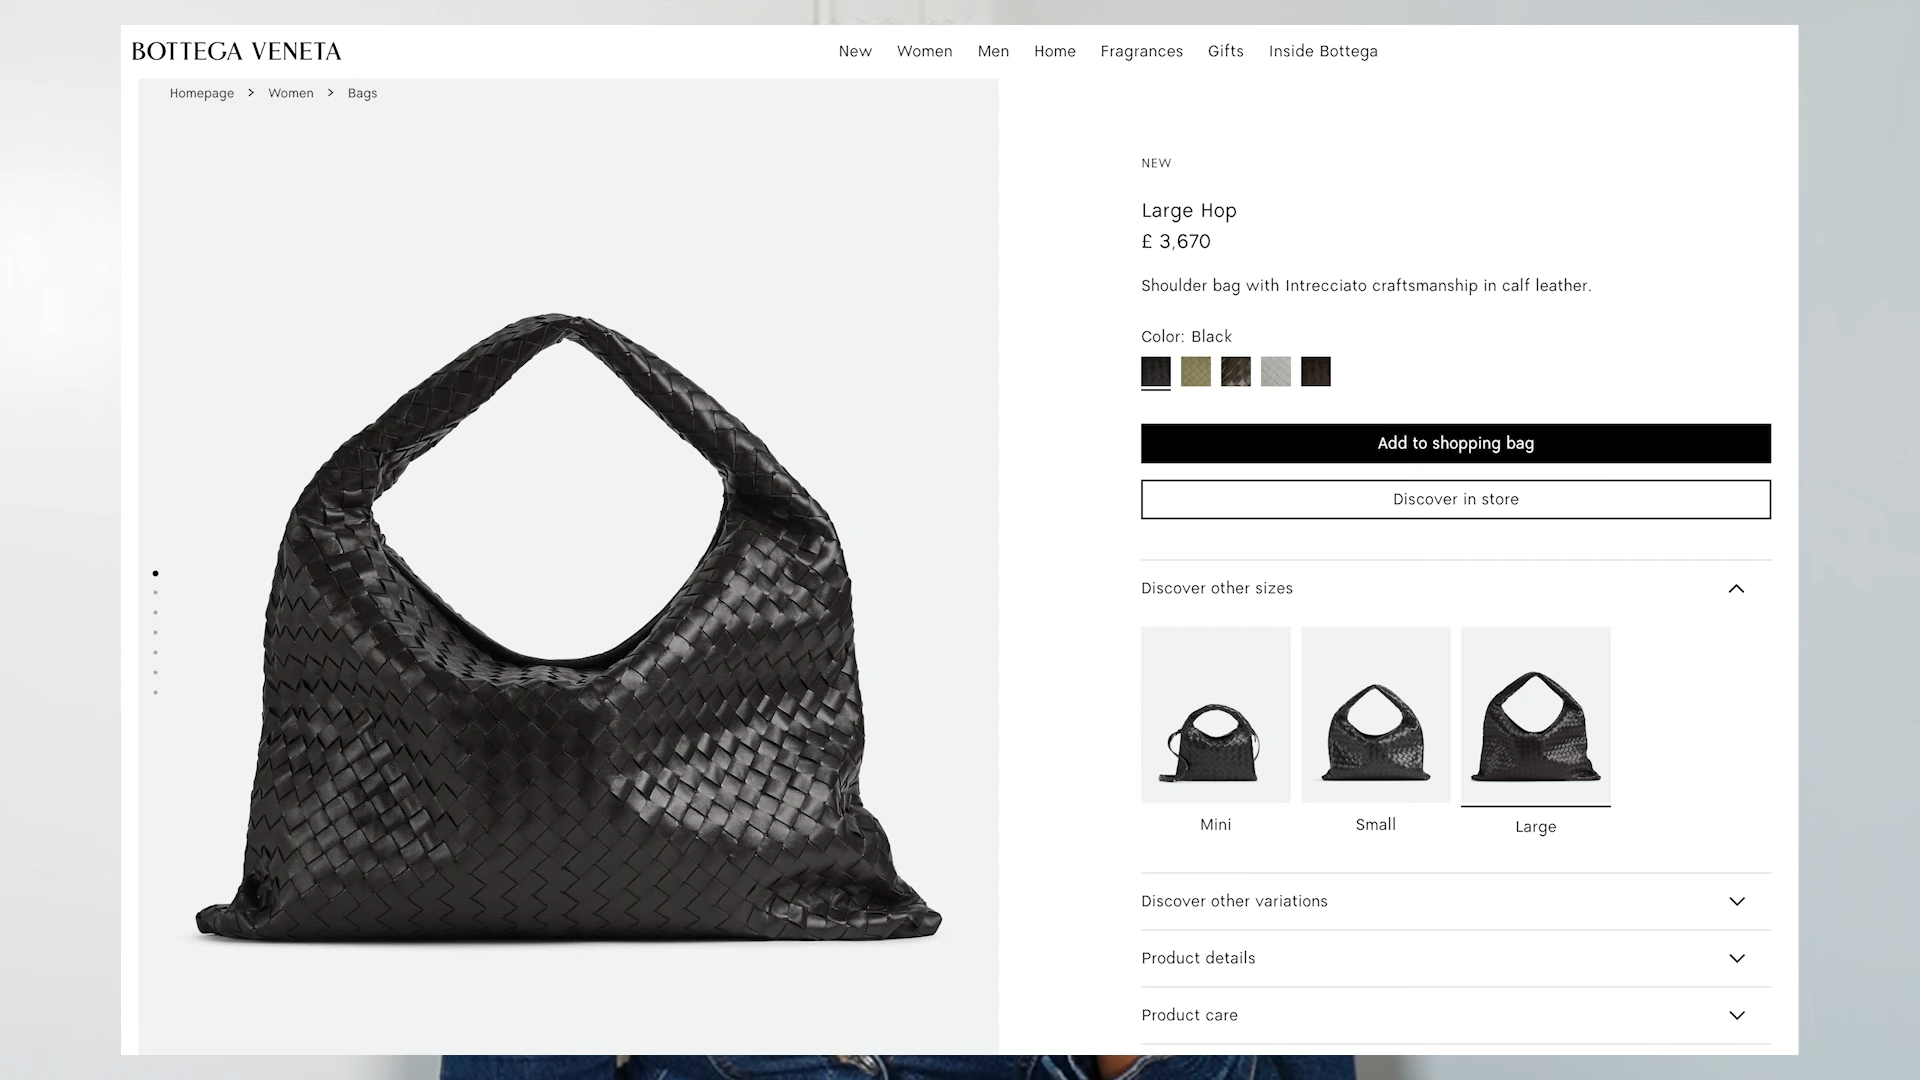 BOTTEGA VENETA
New Women Men Home Fragrances Gifts Inside Bottega
Homepage > Women > Bags
NEW
Large Hop
£ 3,670
Shoulder bag with Intrecciato craftsmanship in calf leather.
Color: Black
Add to shopping bag
Discover in store
Discover other sizes
Mini Small Large
Discover other variations
Product details
Product care